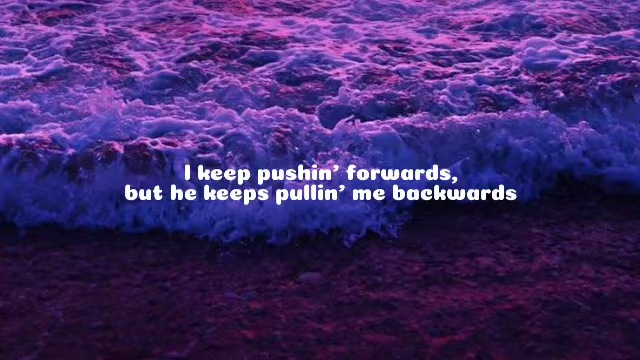 I keep pushin’ forwards,
but he keeps pullin’ me backwards